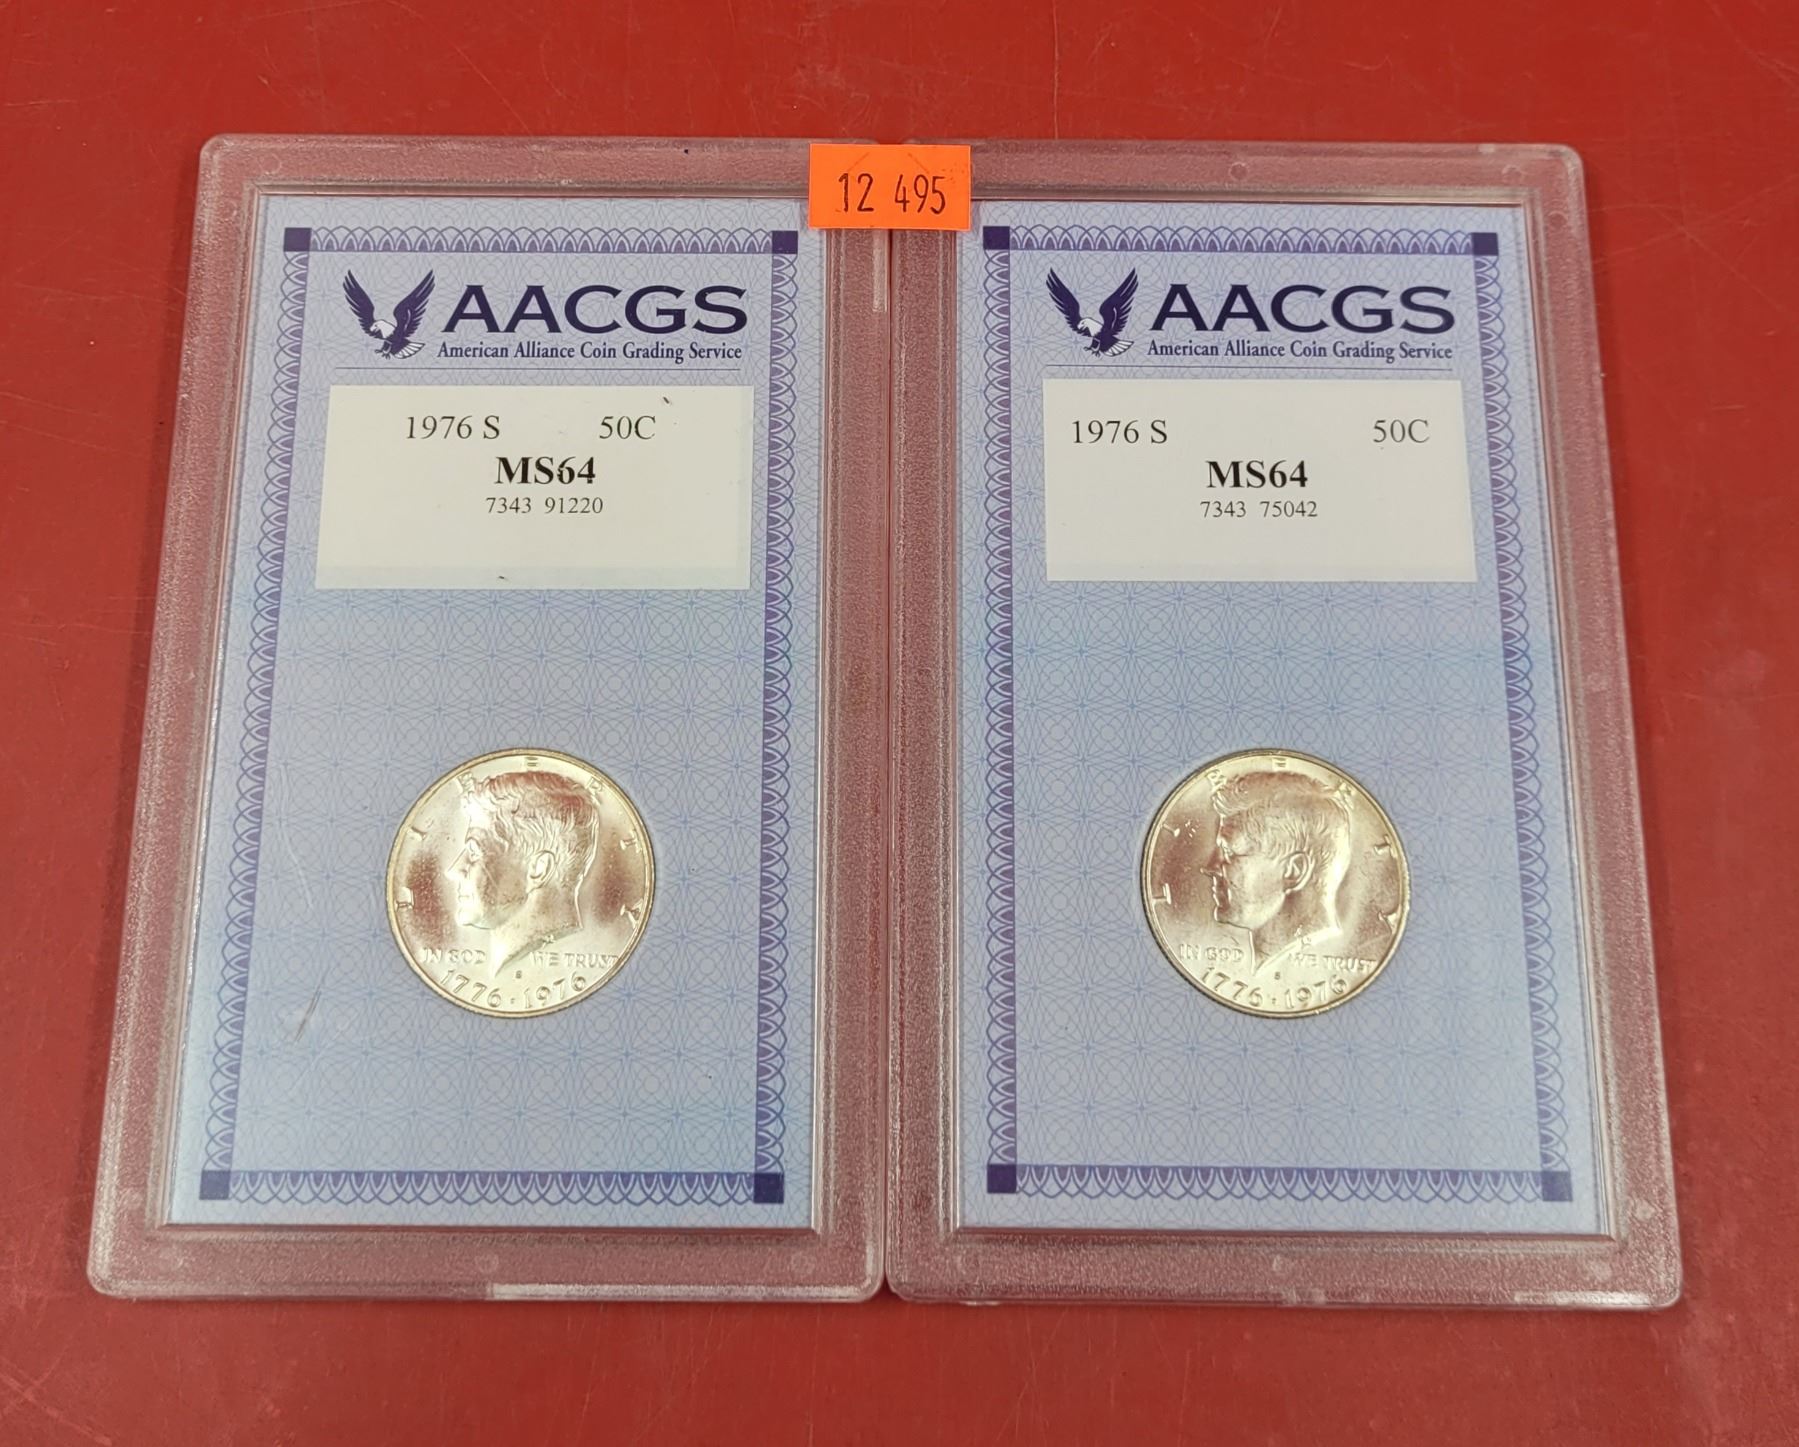 12 495
AACGS
American Alliance Coin Grading Service
1976 S 50C
MS64
7343 91220
LIBERTY
IN GOD WE TRUST
S
1776 · 1976
AACGS
American Alliance Coin Grading Service
1976 S 50C
MS64
7343 75042
LIBERTY
IN GOD WE TRUST
S
1776 · 1976